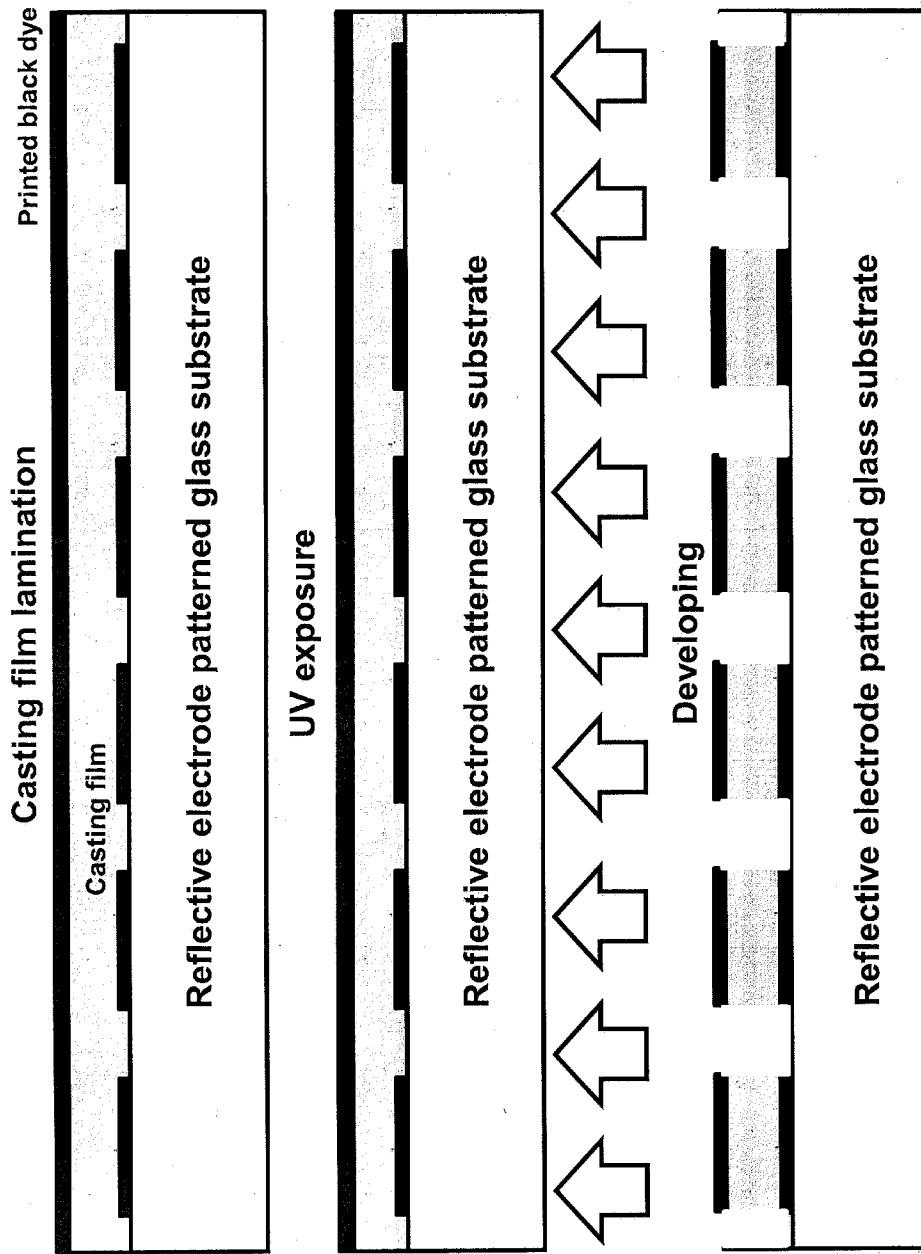 Casting film lamination
Printed black dye
Casting film
Reflective electrode patterned glass substrate
UV exposure
Reflective electrode patterned glass substrate
Developing
Reflective electrode patterned glass substrate